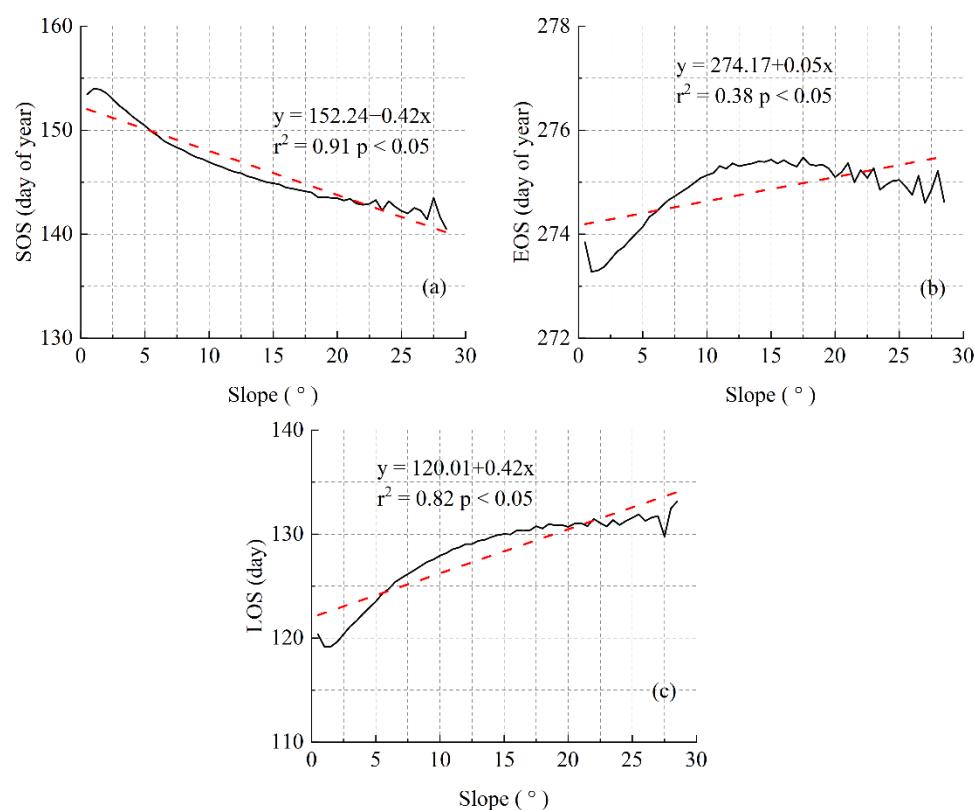 160
150
140
130
SOS (day of year)
y = 152.24−0.42x
r² = 0.91 p < 0.05
(a)
0 5 10 15 20 25 30
Slope ( ° )
278
276
274
272
EOS (day of year)
y = 274.17+0.05x
r² = 0.38 p < 0.05
(b)
0 5 10 15 20 25 30
Slope ( ° )
140
130
120
110
LOS (day)
y = 120.01+0.42x
r² = 0.82 p < 0.05
(c)
0 5 10 15 20 25 30
Slope ( ° )